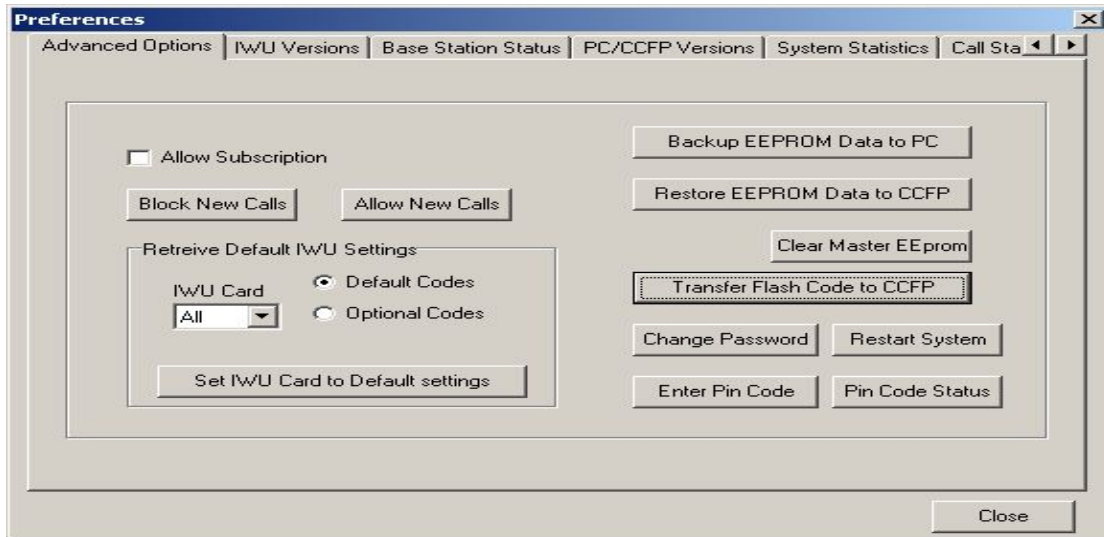 Preferences
Advanced Options IWU Versions Base Station Status PC/CCFP Versions System Statistics Call Sta
Allow Subscription
Block New Calls Allow New Calls
Retreive Default IWU Settings
IWU Card
All
Default Codes
Optional Codes
Set IWU Card to Default settings
Backup EEPROM Data to PC
Restore EEPROM Data to CCFP
Clear Master EEprom
Transfer Flash Code to CCFP
Change Password Restart System
Enter Pin Code Pin Code Status
Close